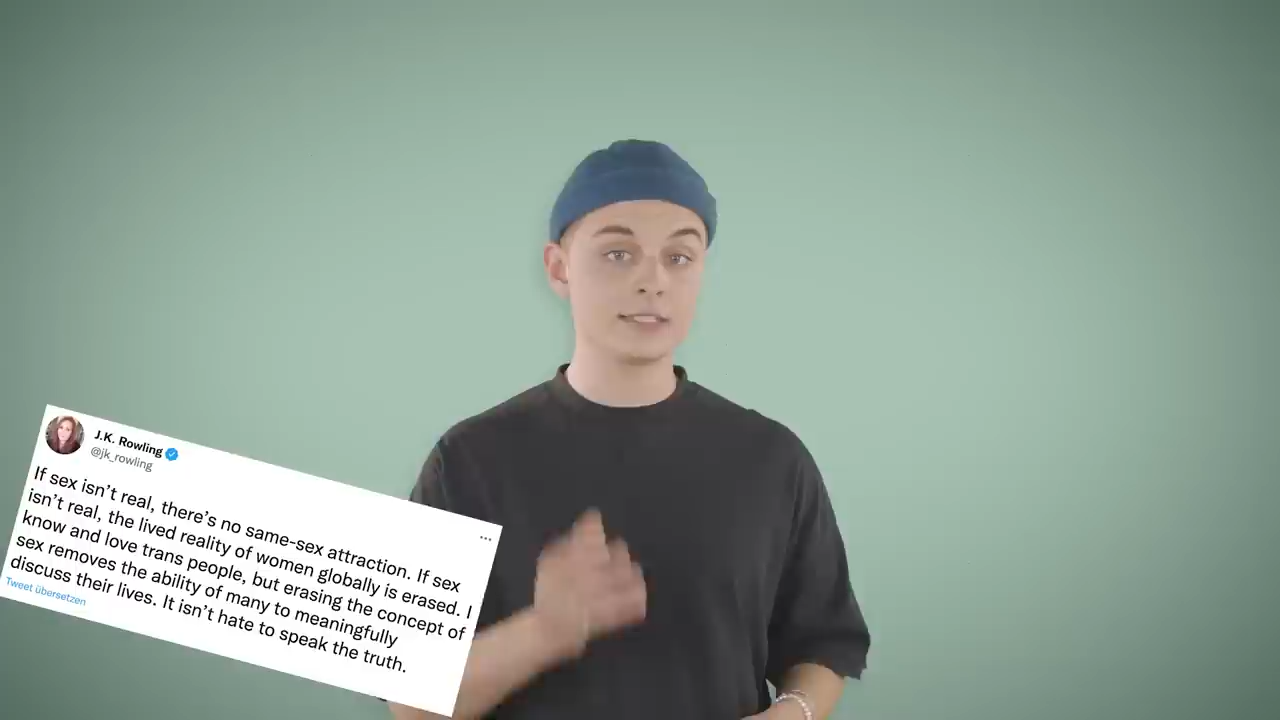 J.K. Rowling
@jk_rowling
If sex isn't real, there's no same-sex attraction. If sex
isn't real, the lived reality of women globally is erased. I
know and love trans people, but erasing the concept of
sex removes the ability of many to meaningfully
discuss their lives. It isn't hate to speak the truth.
Tweet übersetzen